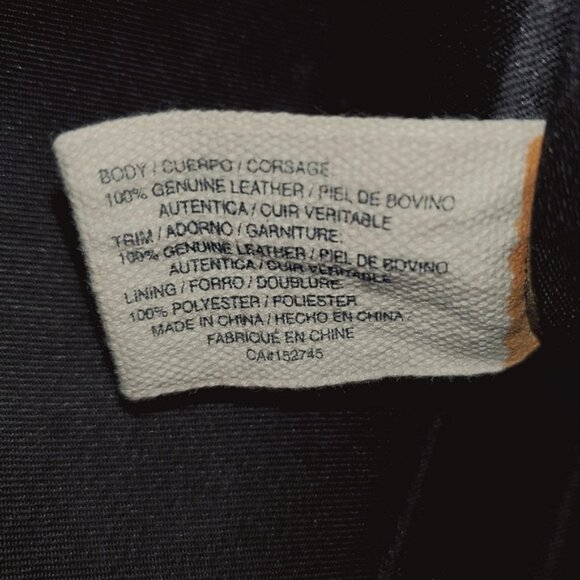 BODY / CUERPO / CORSAGE
100% GENUINE LEATHER / PIEL DE BOVINO
AUTENTICA / CUIR VERITABLE
TRIM / ADORNO / GARNITURE
100% GENUINE LEATHER / PIEL DE BOVINO
AUTENTICA / CUIR VERITABLE
LINING / FORRO / DOUBLURE
100% POLYESTER / POLIESTER
MADE IN CHINA / HECHO EN CHINA /
FABRIQUÉ EN CHINE
CA#152745